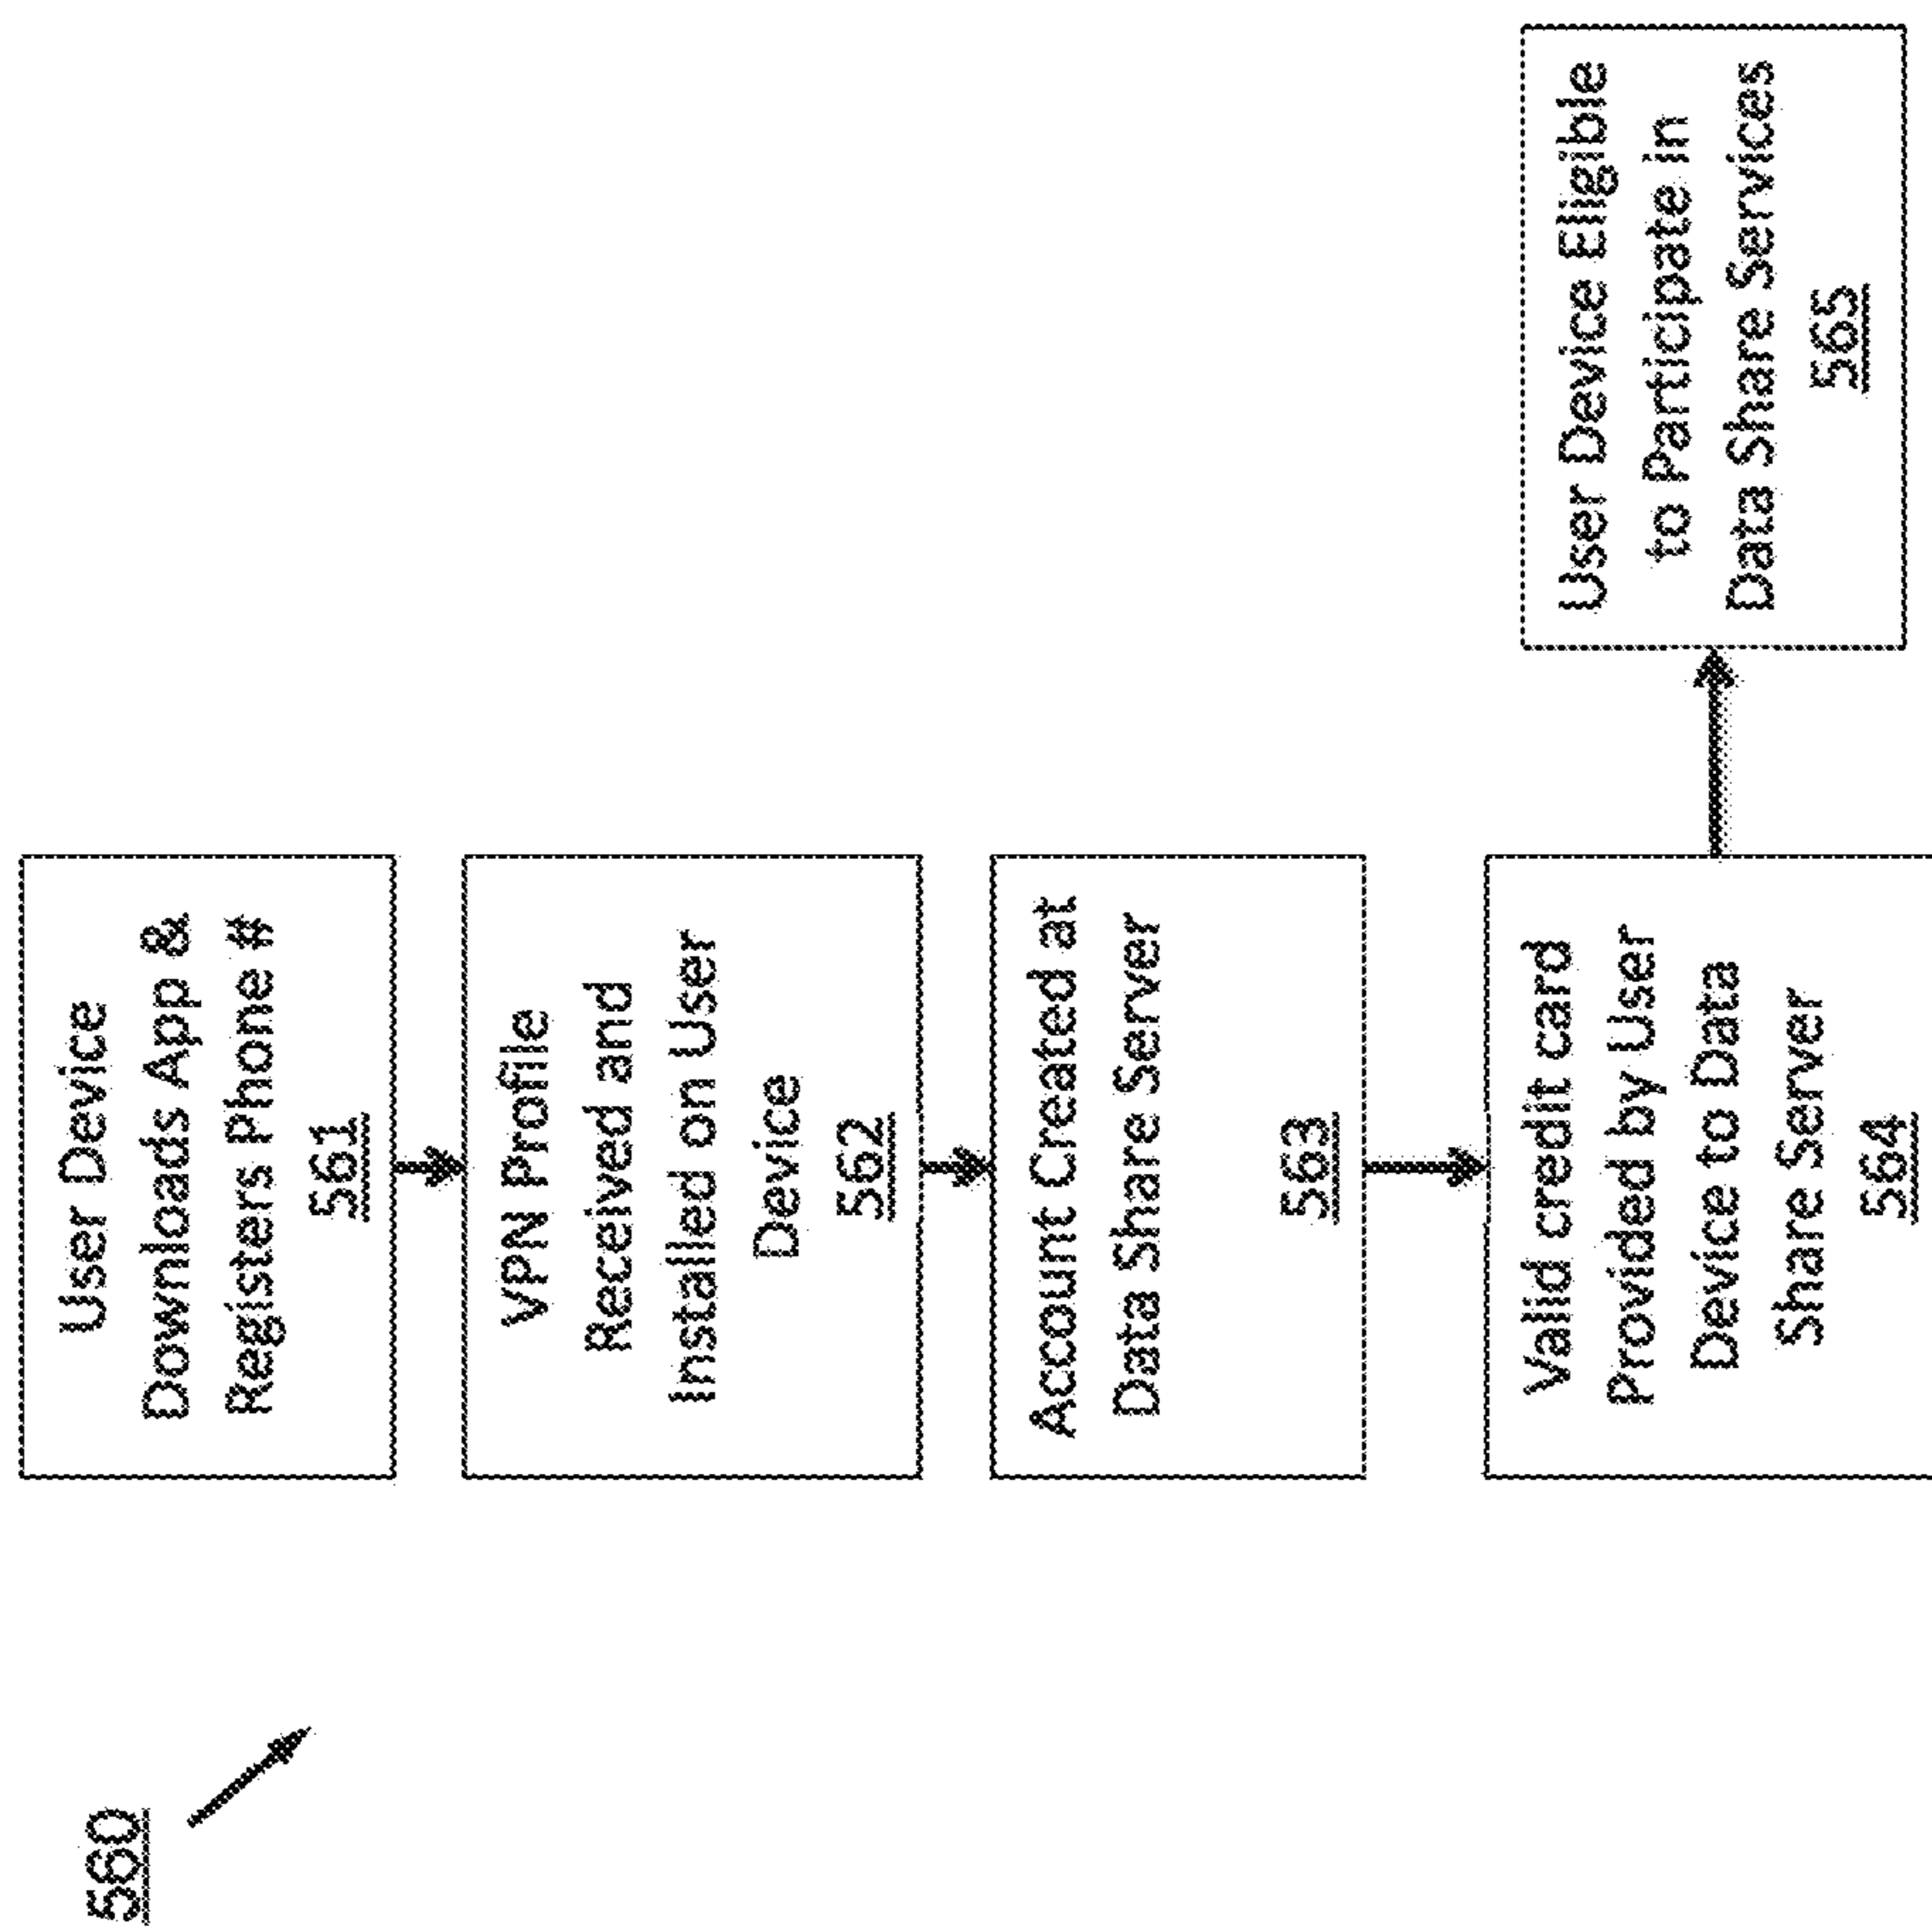 560
User Device
Downloads App &
Registers Phone #
561
VPN Profile
Received and
Installed on User
Device
562
Account Created at
Data Share Server
563
Valid credit card
Provided by User
Device to Data
Share Server
564
User Device Eligible
to Participate in
Data Share Services
565